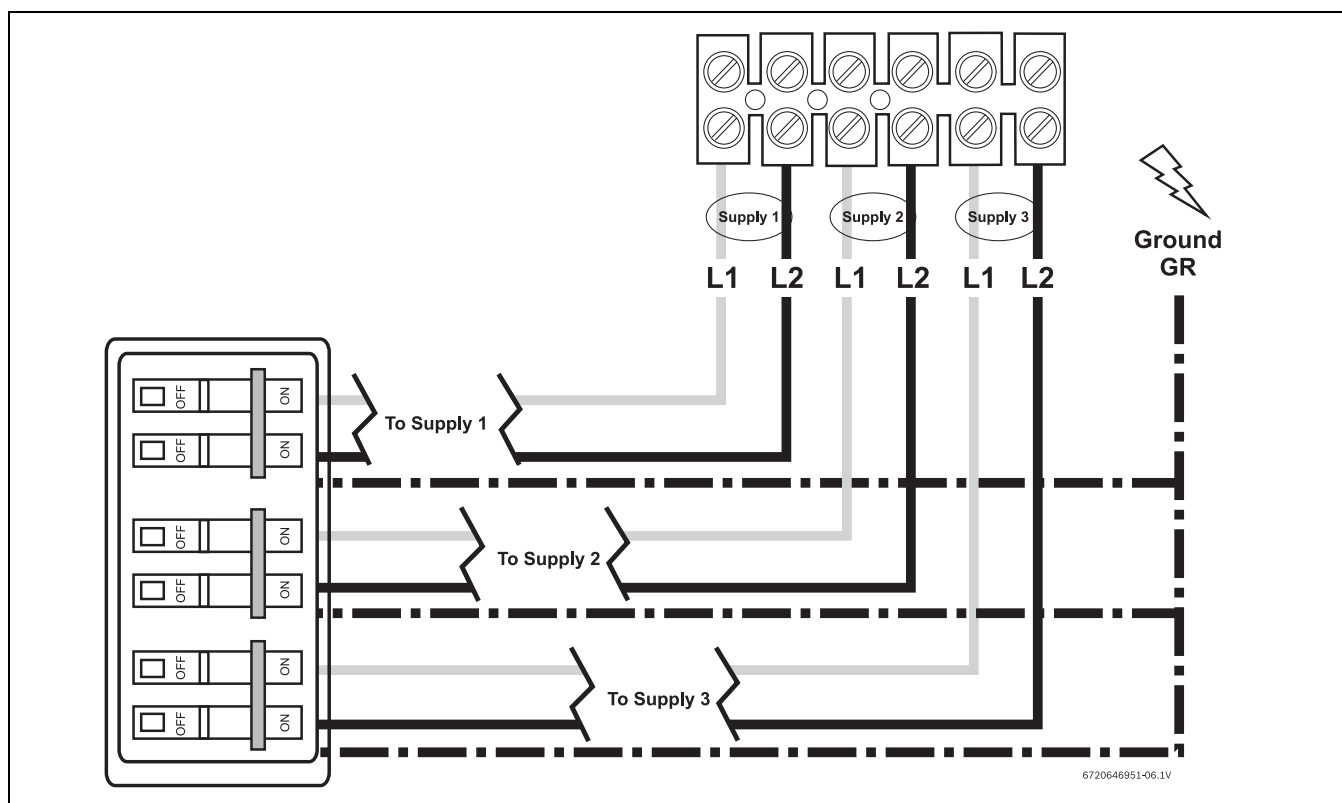 Supply 1
Supply 2
Supply 3
Ground
GR
L1
L2
L1
L2
L1
L2
OFF
ON
To Supply 1
OFF
ON
OFF
ON
To Supply 2
OFF
ON
OFF
ON
To Supply 3
OFF
ON
6720646951-06.1V